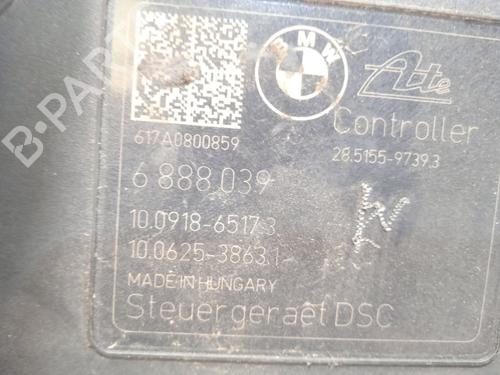 BMW
Ate
Controller
617A0800859
28.5155-9739.3
6 888 039
10.0918-6517.3
10.0625-3863.1
MADE IN HUNGARY
Steuergeraet DSC
B-PARTS